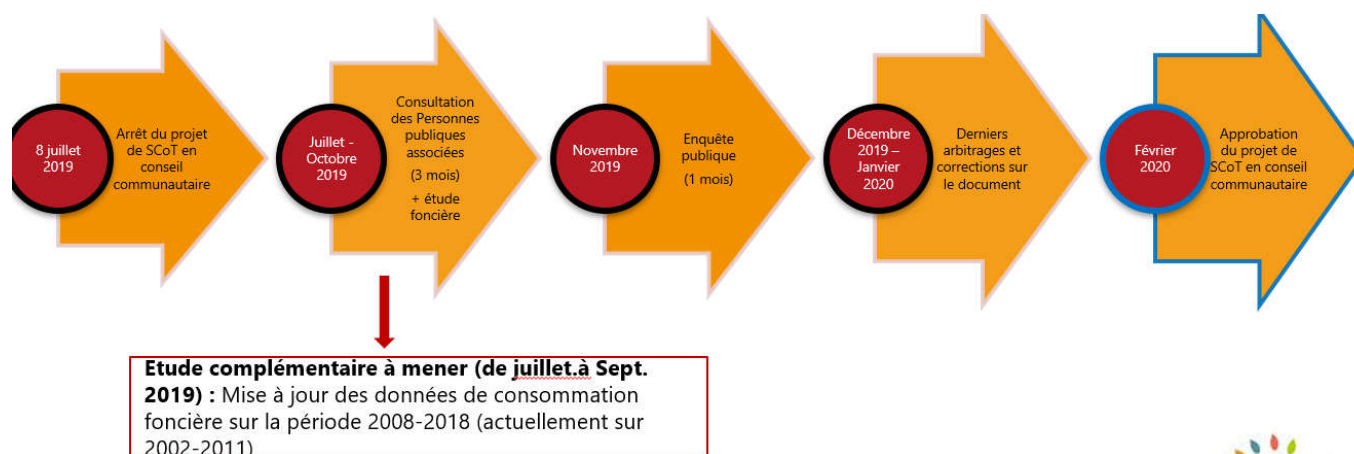 8 juillet
2019
Arrêt du projet
de SCoT en
conseil
communautaire
Juillet -
Octobre
2019
Consultation
des Personnes
publiques
associées
(3 mois)
+ étude
foncière
Novembre
2019
Enquête
publique
(1 mois)
Décembre
2019 –
Janvier
2020
Derniers
arbitrages et
corrections sur
le document
Février
2020
Approbation
du projet de
SCoT en conseil
communautaire
Etude complémentaire à mener (de juillet.à Sept.
2019) : Mise à jour des données de consommation
foncière sur la période 2008-2018 (actuellement sur
2002-2011)